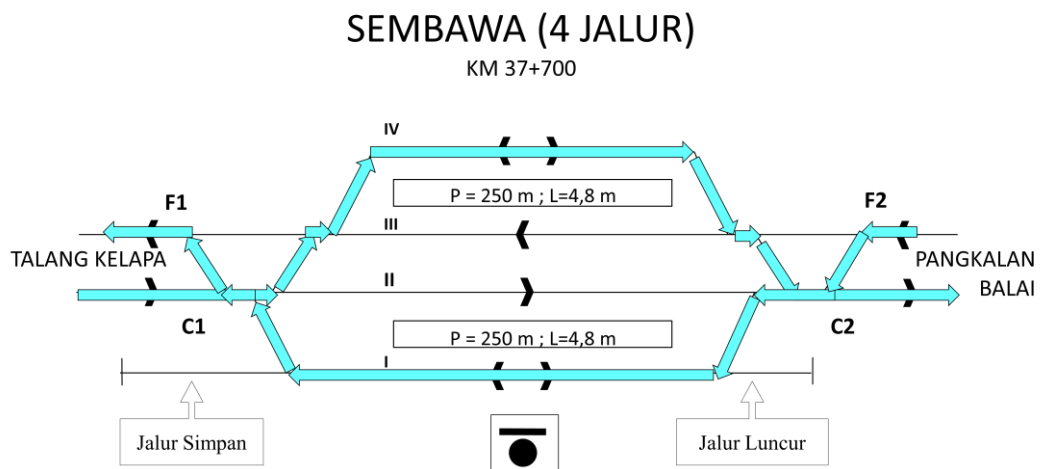 SEMBAWA (4 JALUR)
KM 37+700
IV
P = 250 m ; L=4,8 m
F1
F2
III
TALANG KELAPA
PANGKALAN
BALAI
II
C1
C2
P = 250 m ; L=4,8 m
I
Jalur Simpan
Jalur Luncur